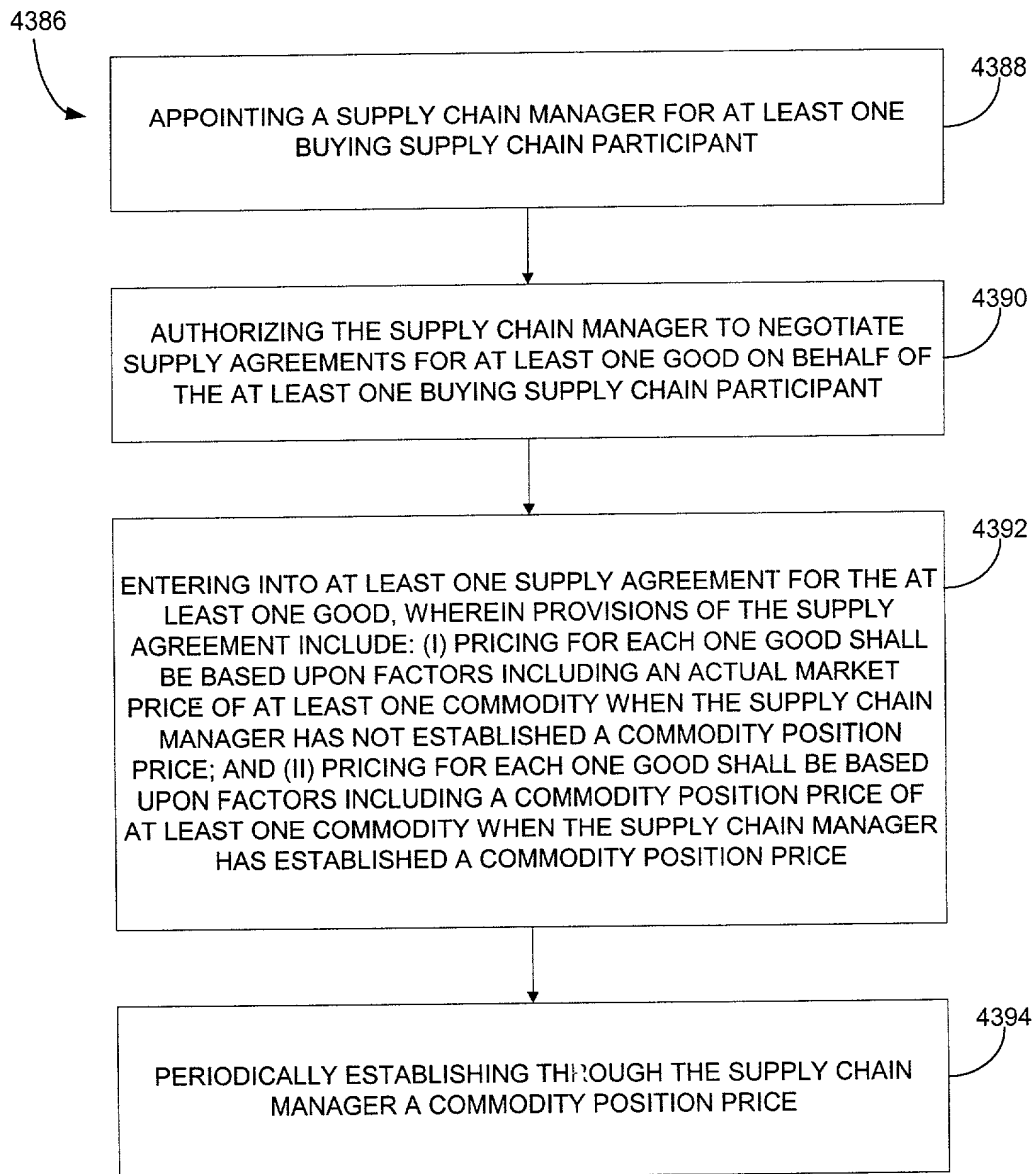 4386
4388
APPOINTING A SUPPLY CHAIN MANAGER FOR AT LEAST ONE
BUYING SUPPLY CHAIN PARTICIPANT
4390
AUTHORIZING THE SUPPLY CHAIN MANAGER TO NEGOTIATE
SUPPLY AGREEMENTS FOR AT LEAST ONE GOOD ON BEHALF OF
THE AT LEAST ONE BUYING SUPPLY CHAIN PARTICIPANT
4392
ENTERING INTO AT LEAST ONE SUPPLY AGREEMENT FOR THE AT
LEAST ONE GOOD, WHEREIN PROVISIONS OF THE SUPPLY
AGREEMENT INCLUDE: (I) PRICING FOR EACH ONE GOOD SHALL
BE BASED UPON FACTORS INCLUDING AN ACTUAL MARKET
PRICE OF AT LEAST ONE COMMODITY WHEN THE SUPPLY CHAIN
MANAGER HAS NOT ESTABLISHED A COMMODITY POSITION
PRICE; AND (II) PRICING FOR EACH ONE GOOD SHALL BE BASED
UPON FACTORS INCLUDING A COMMODITY POSITION PRICE OF
AT LEAST ONE COMMODITY WHEN THE SUPPLY CHAIN MANAGER
HAS ESTABLISHED A COMMODITY POSITION PRICE
4394
PERIODICALLY ESTABLISHING THROUGH THE SUPPLY CHAIN
MANAGER A COMMODITY POSITION PRICE